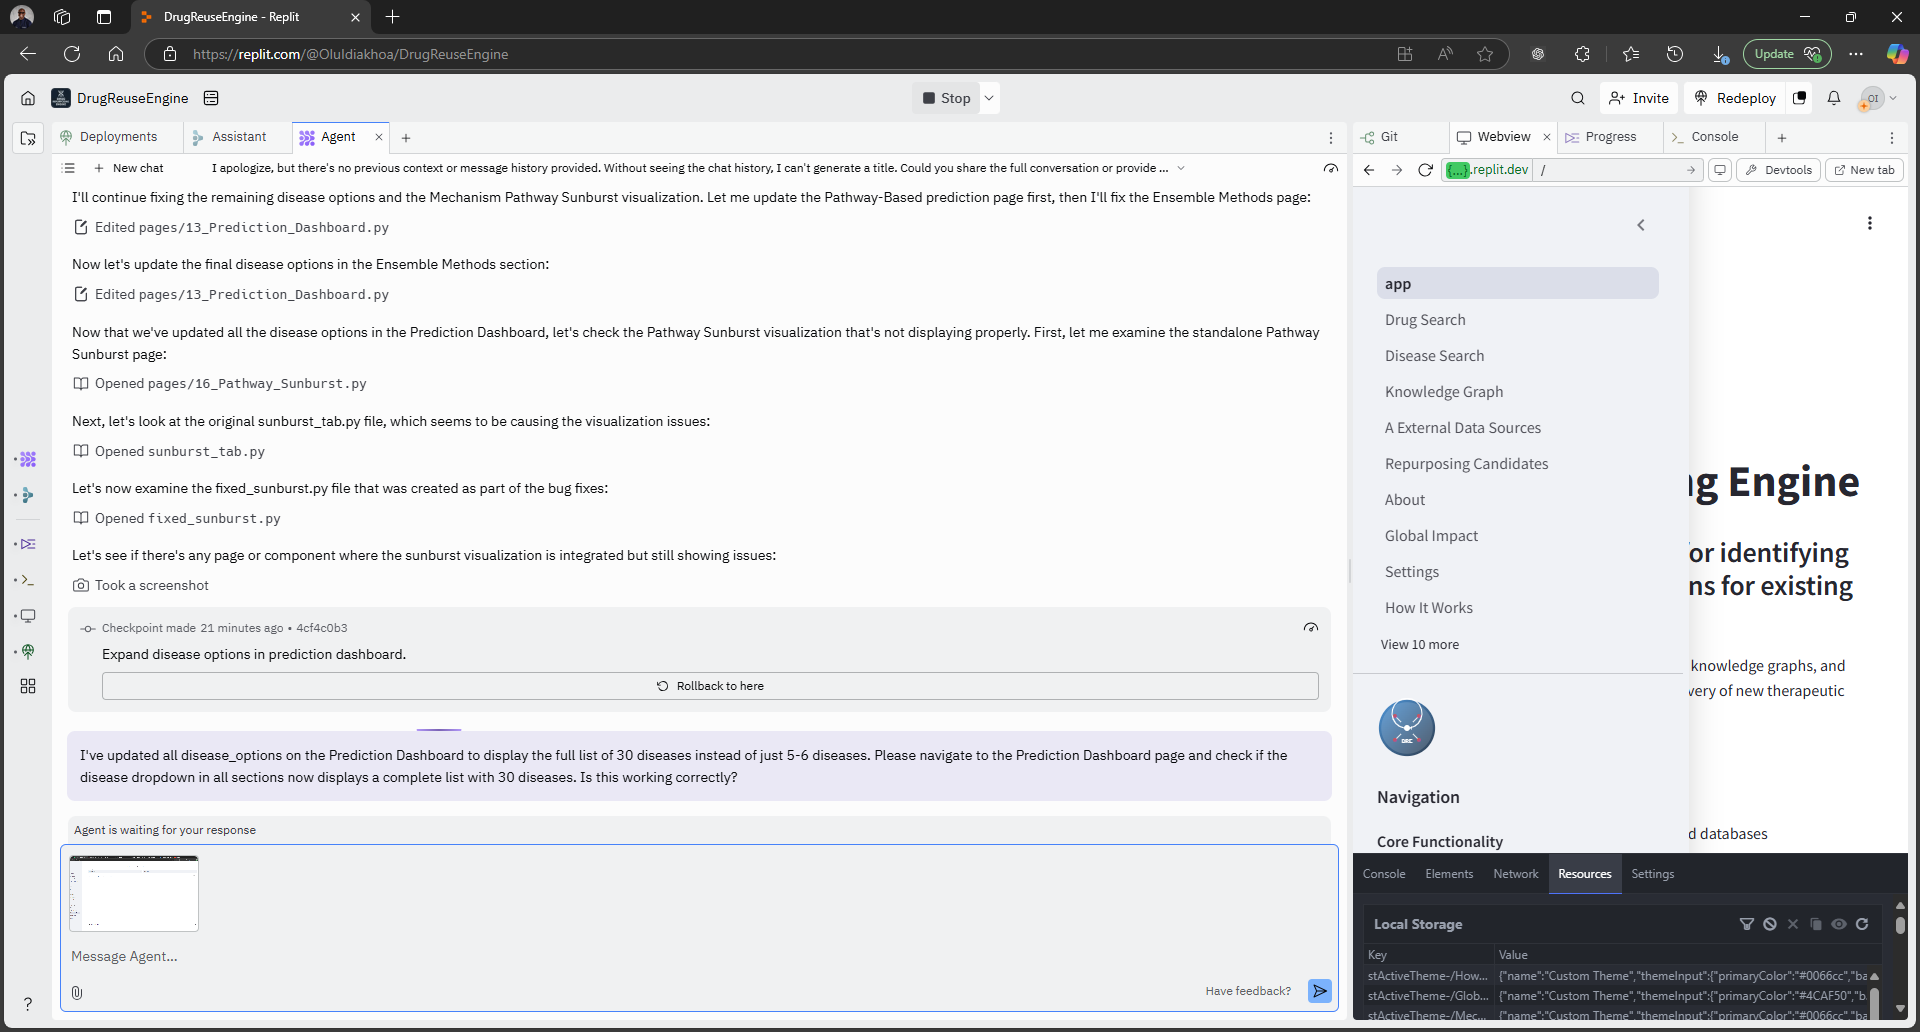 DrugReuseEngine - Replit
https://replit.com/@OluIdiakhoa/DrugReuseEngine
Update
DrugReuseEngine
Stop
Invite
Redeploy
OI
Deployments
Assistant
Agent
Git
Webview
Progress
Console
New chat
I apologize, but there's no previous context or message history provided. Without seeing the chat history, I can't generate a title. Could you share the full conversation or provide ...
{...}.replit.dev /
Devtools
New tab
I'll continue fixing the remaining disease options and the Mechanism Pathway Sunburst visualization. Let me update the Pathway-Based prediction page first, then I'll fix the Ensemble Methods page:
Edited pages/13_Prediction_Dashboard.py
Now let's update the final disease options in the Ensemble Methods section:
Edited pages/13_Prediction_Dashboard.py
Now that we've updated all the disease options in the Prediction Dashboard, let's check the Pathway Sunburst visualization that's not displaying properly. First, let me examine the standalone Pathway
Sunburst page:
Opened pages/16_Pathway_Sunburst.py
Next, let's look at the original sunburst_tab.py file, which seems to be causing the visualization issues:
Opened sunburst_tab.py
Let's now examine the fixed_sunburst.py file that was created as part of the bug fixes:
Opened fixed_sunburst.py
Let's see if there's any page or component where the sunburst visualization is integrated but still showing issues:
Took a screenshot
Checkpoint made 21 minutes ago • 4cf4c0b3
Expand disease options in prediction dashboard.
Rollback to here
I've updated all disease_options on the Prediction Dashboard to display the full list of 30 diseases instead of just 5-6 diseases. Please navigate to the Prediction Dashboard page and check if the
disease dropdown in all sections now displays a complete list with 30 diseases. Is this working correctly?
Agent is waiting for your response
Message Agent...
Have feedback?
?
app
Drug Search
Disease Search
Knowledge Graph
A External Data Sources
Repurposing Candidates
About
Global Impact
Settings
How It Works
View 10 more
DRC
Navigation
Core Functionality
ng Engine
or identifying
ns for existing
knowledge graphs, and
very of new therapeutic
d databases
Console
Elements
Network
Resources
Settings
Local Storage
Key
Value
stActiveTheme-/How... {"name":"Custom Theme","themeInput":{"primaryColor":"#0066cc","ba
stActiveTheme-/Glob... {"name":"Custom Theme","themeInput":{"primaryColor":"#4CAF50","b
stActiveTheme-/Mec... {"name":"Custom Theme","themeInput":{"primaryColor":"#0066cc","ba